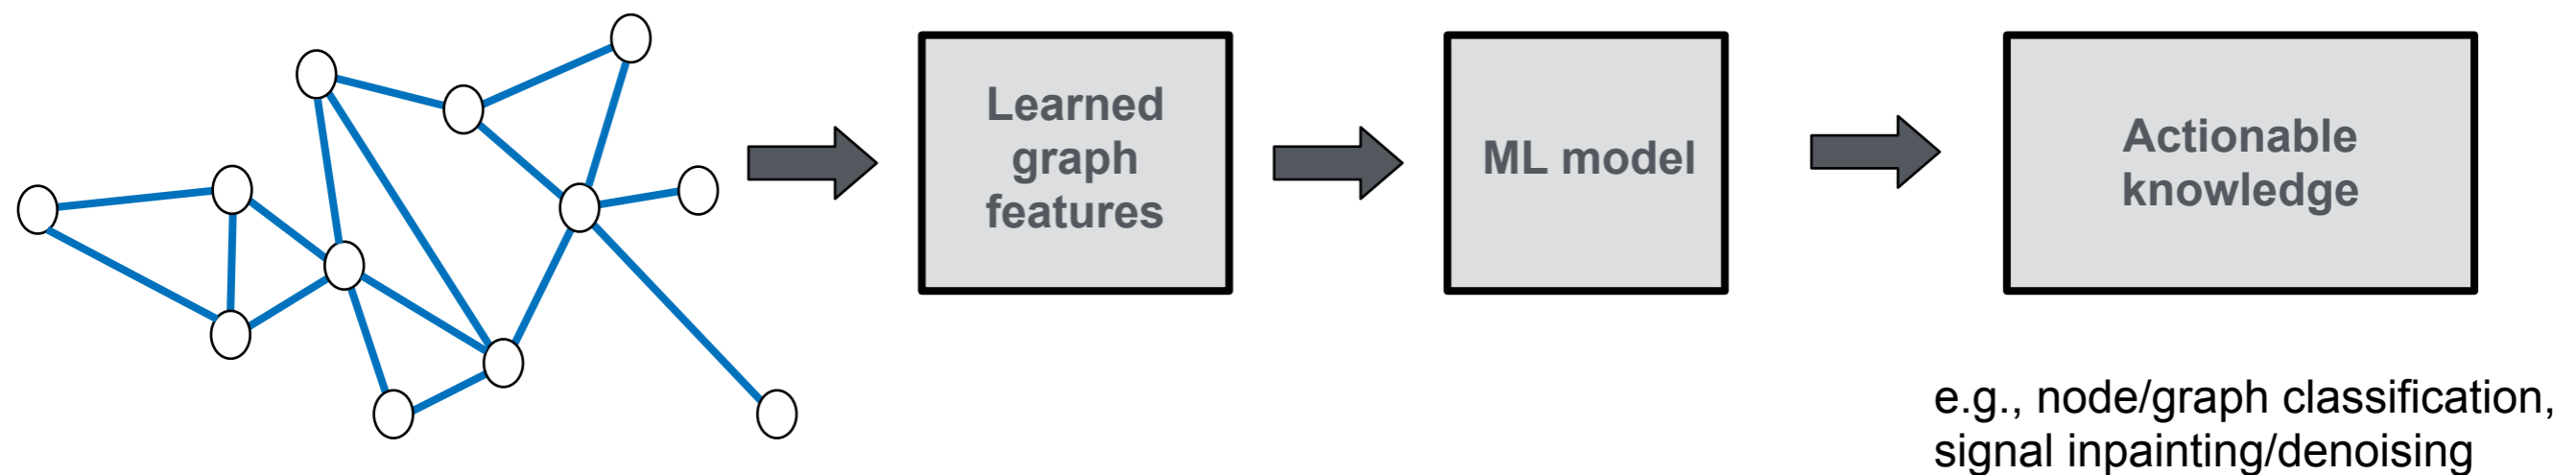 Learned
graph
features
ML model
Actionable
knowledge
e.g., node/graph classification,
signal inpainting/denoising